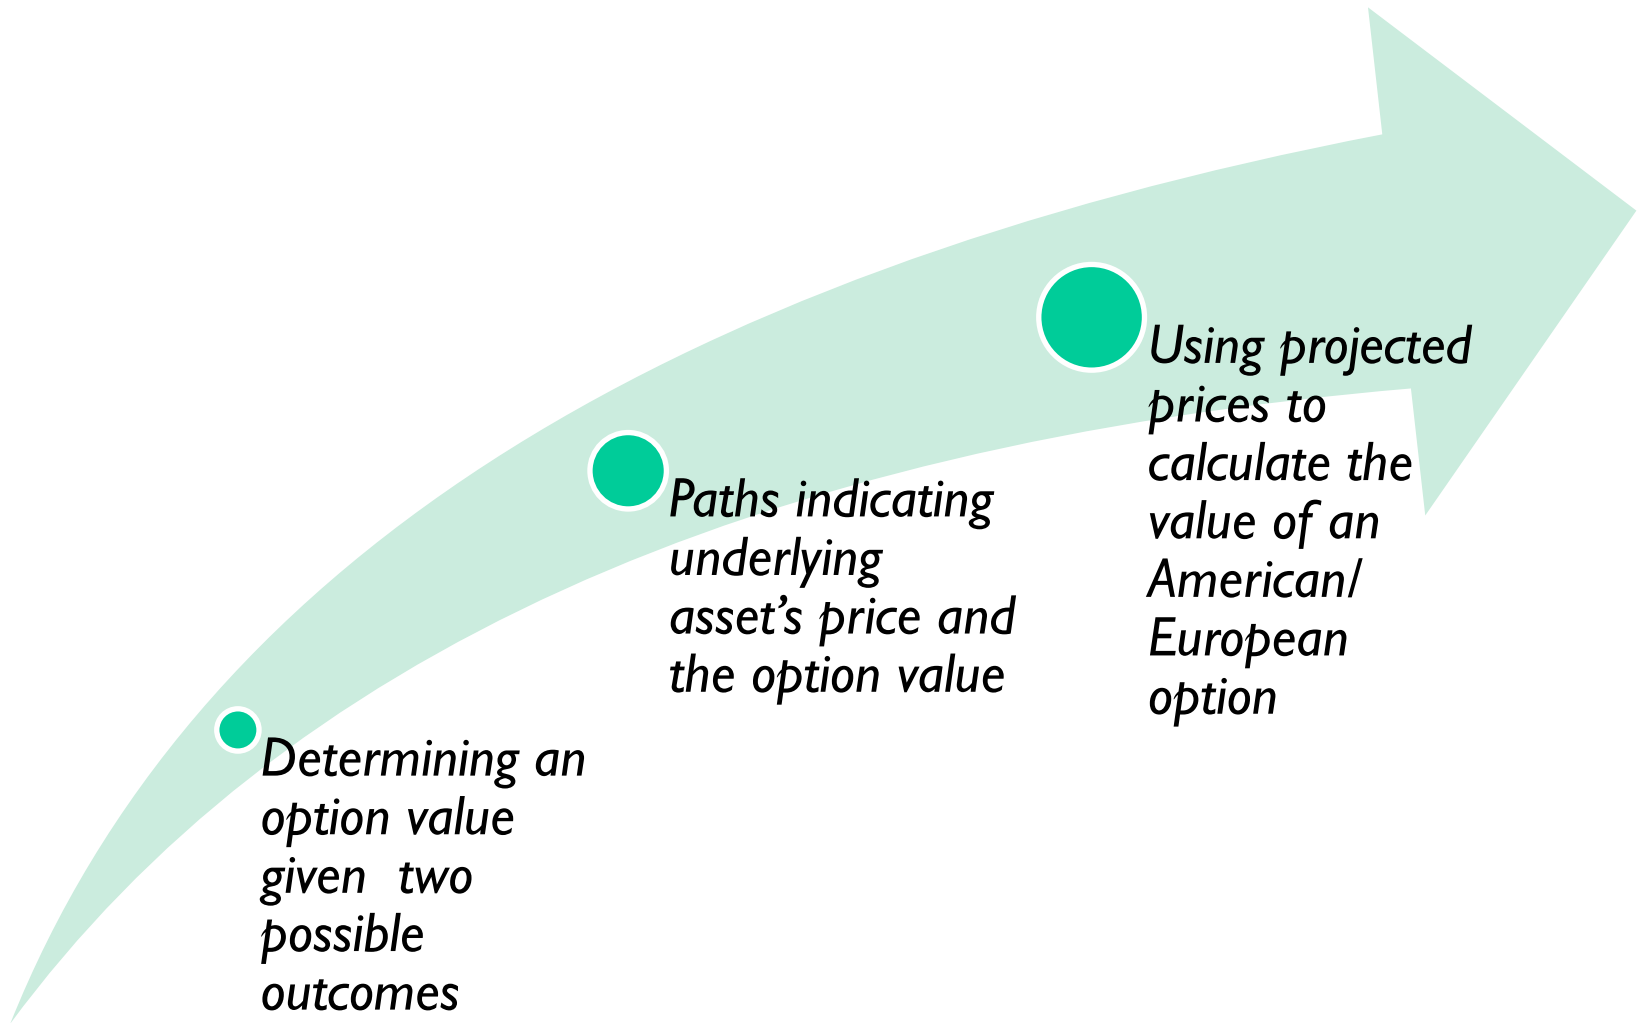 Determining an
option value
given  two
possible
outcomes
Paths indicating
underlying
asset’s price and
the option value
Using projected
prices to
calculate the
value of an
American/
European
option